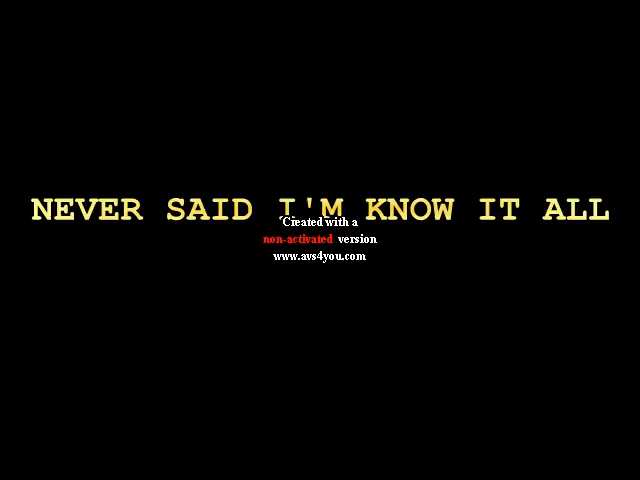 NEVER SAID I'M KNOW IT ALL
Created with a
non-activated version
www.avs4you.com